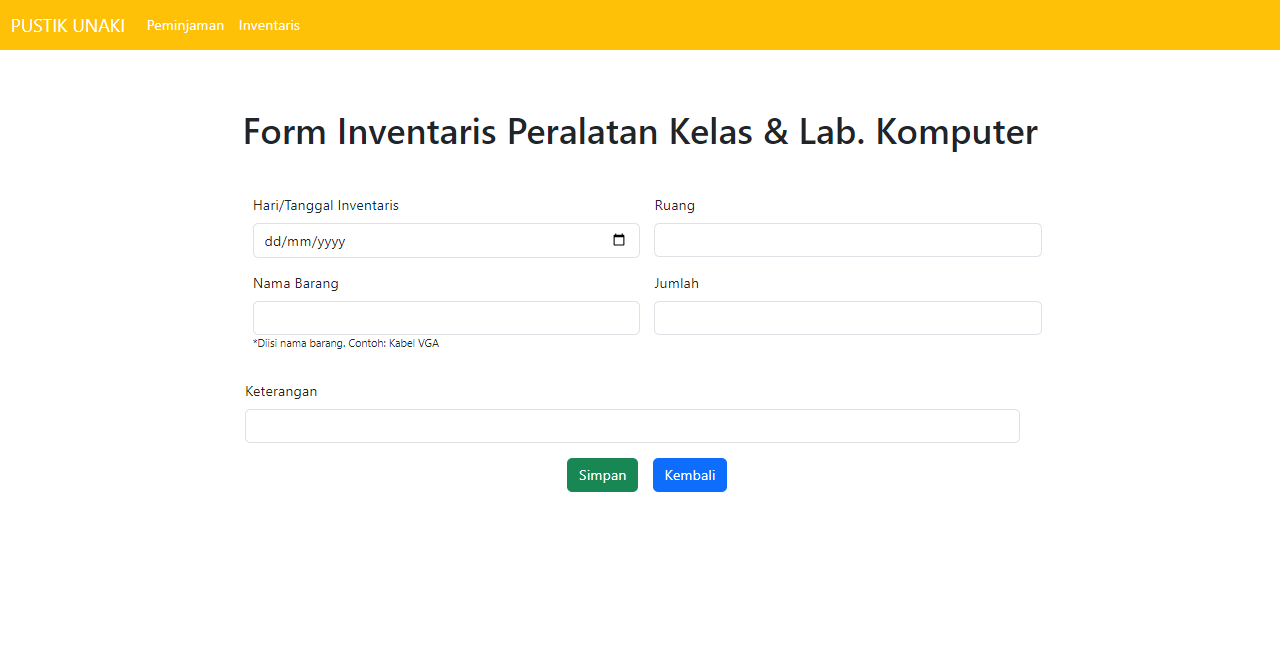 PUSTIK UNAKI Peminjaman Inventaris
Form Inventaris Peralatan Kelas & Lab. Komputer
Hari/Tanggal Inventaris Ruang
dd/mm/yyyy
Nama Barang Jumlah
*Diisi nama barang. Contoh: Kabel VGA
Keterangan
Simpan Kembali